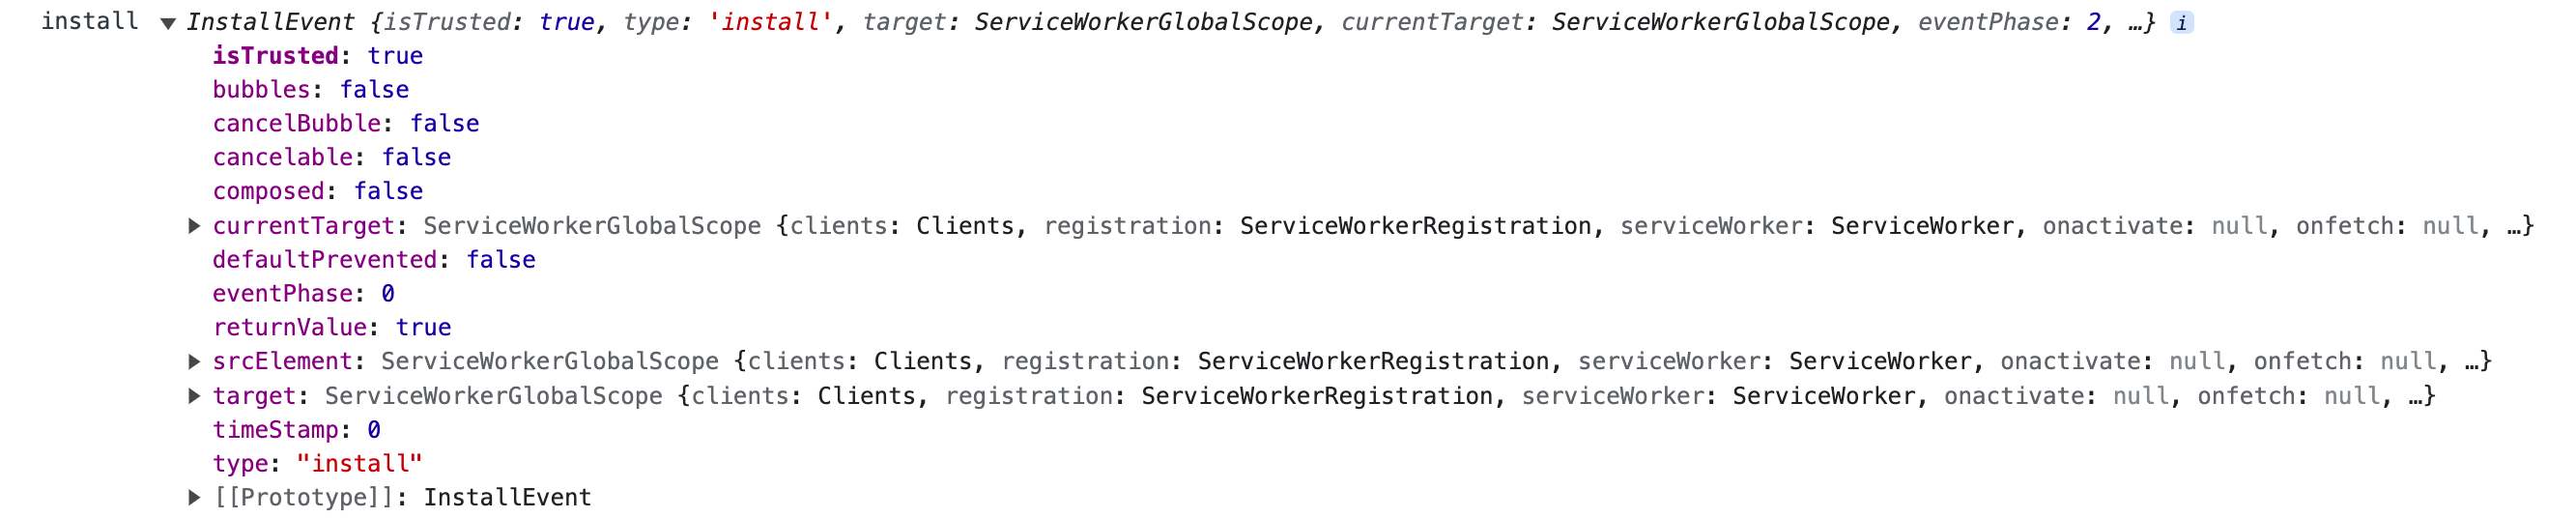 install ▼ InstallEvent {isTrusted: true, type: 'install', target: ServiceWorkerGlobalScope, currentTarget: ServiceWorkerGlobalScope, eventPhase: 2, …} i
isTrusted: true
bubbles: false
cancelBubble: false
cancelable: false
composed: false
▶ currentTarget: ServiceWorkerGlobalScope {clients: Clients, registration: ServiceWorkerRegistration, serviceWorker: ServiceWorker, onactivate: null, onfetch: null, …}
defaultPrevented: false
eventPhase: 0
returnValue: true
▶ srcElement: ServiceWorkerGlobalScope {clients: Clients, registration: ServiceWorkerRegistration, serviceWorker: ServiceWorker, onactivate: null, onfetch: null, …}
▶ target: ServiceWorkerGlobalScope {clients: Clients, registration: ServiceWorkerRegistration, serviceWorker: ServiceWorker, onactivate: null, onfetch: null, …}
timeStamp: 0
type: "install"
▶ [[Prototype]]: InstallEvent